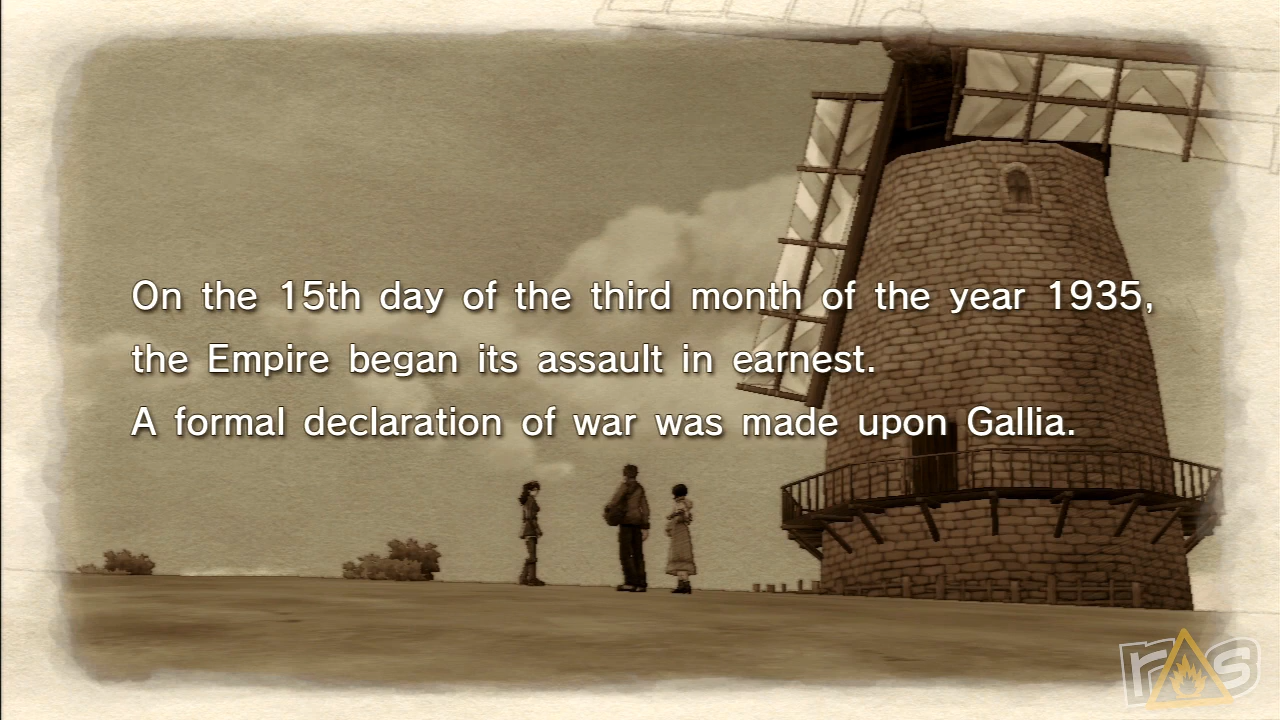 On the 15th day of the third month of the year 1935,
the Empire began its assault in earnest.
A formal declaration of war was made upon Gallia.